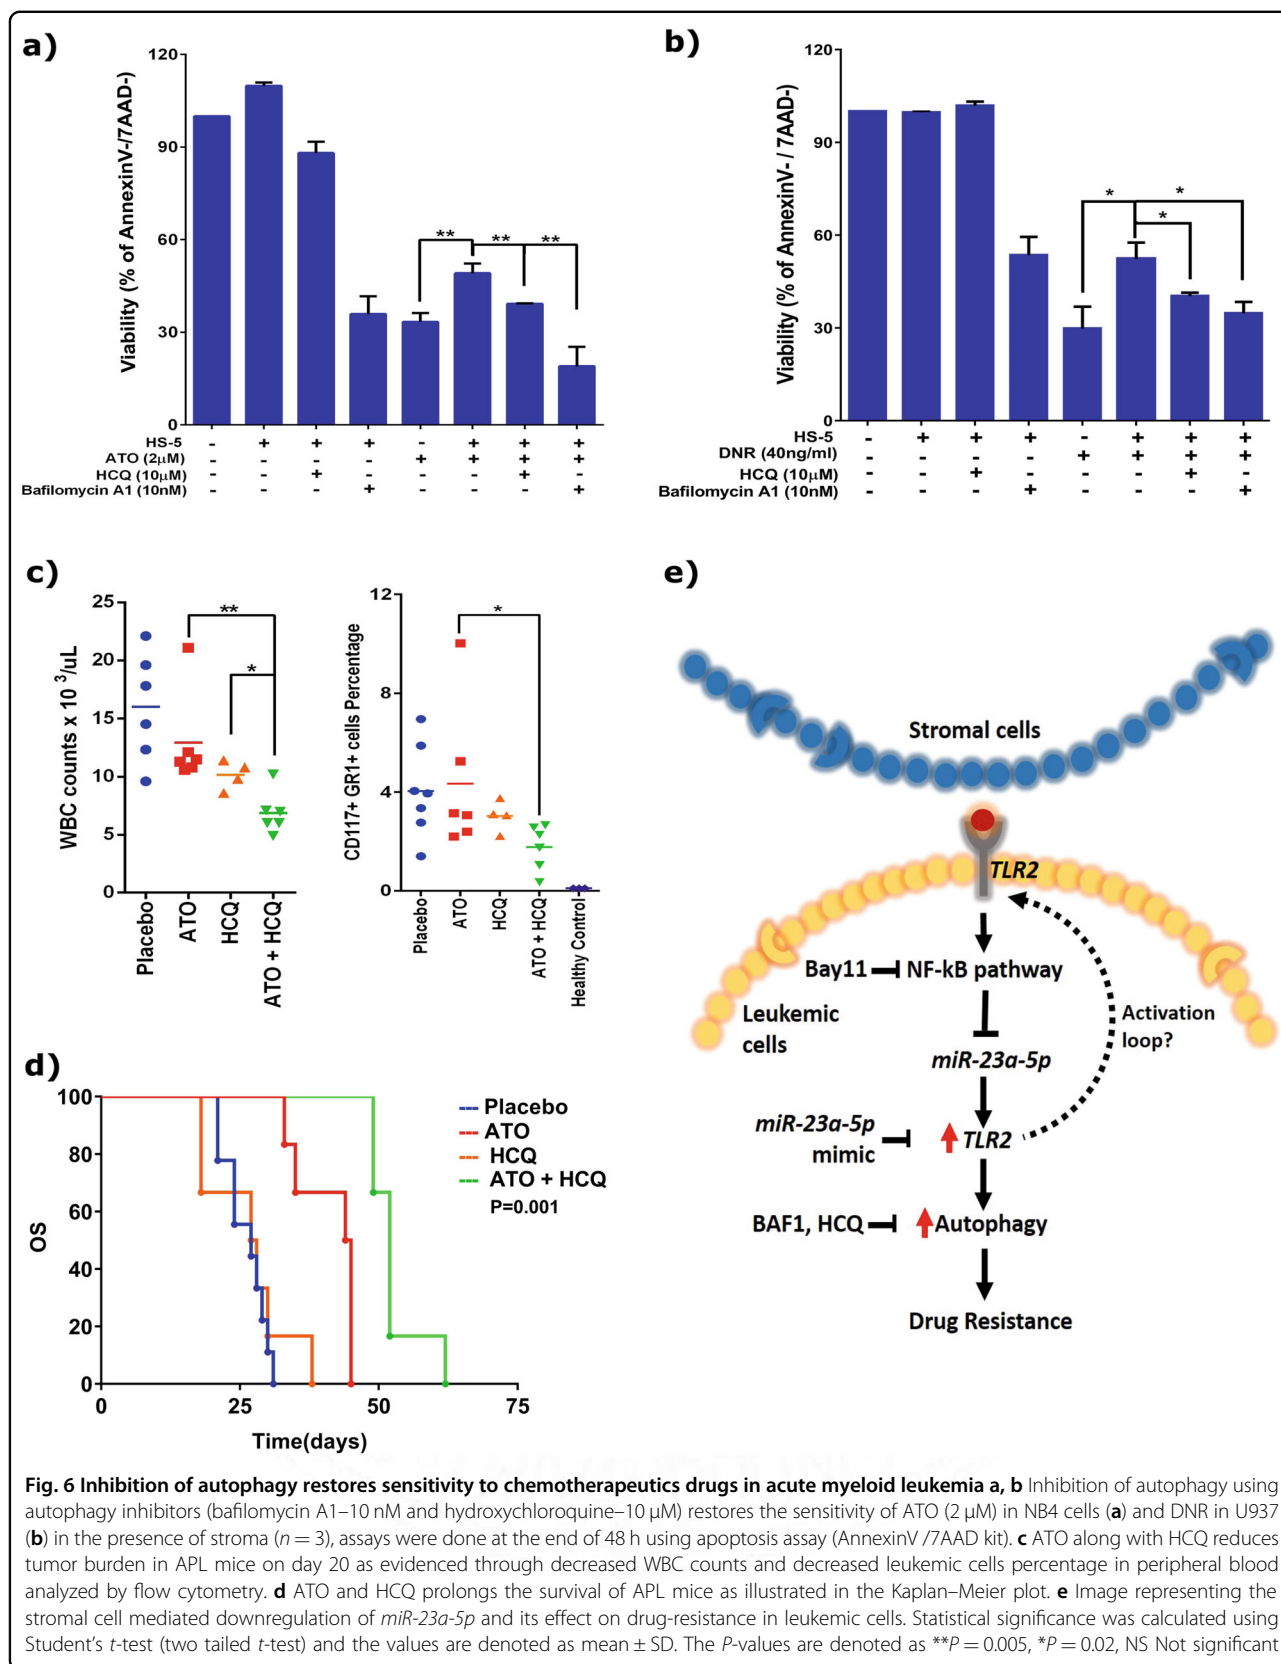 a)
120
90
60
30
0
Viability (% of AnnexinV-/7AAD-)
** ** **
HS-5 - + + + - + + +
ATO (2µM) - - - - + + + +
HCQ (10µM) - - + - - - + -
Bafilomycin A1 (10nM) - - - + - - - +
b)
120
90
60
30
0
Viability (% of AnnexinV- / 7AAD-)
* * *
HS-5 - + + + - + + +
DNR (40ng/ml) - - - - + + + +
HCQ (10µM) - - + - - - + -
Bafilomycin A1 (10nM) - - - + - - - +
c)
25
20
15
10
5
0
WBC counts x 10 3/uL
**
*
Placebo
ATO
HCQ
ATO + HCQ
12
8
4
0
CD117+ GR1+ cells Percentage
*
Placebo
ATO
HCQ
ATO + HCQ
Healthy Control
d)
100
80
60
40
20
0
OS
0 25 50 75
Time(days)
Placebo
ATO
HCQ
ATO + HCQ
P=0.001
e)
Stromal cells
TLR2
Bay11
NF-kB pathway
Leukemic
cells
Activation
loop?
miR-23a-5p
miR-23a-5p
mimic
TLR2
BAF1, HCQ
Autophagy
Drug Resistance
Fig. 6 Inhibition of autophagy restores sensitivity to chemotherapeutics drugs in acute myeloid leukemia a, b Inhibition of autophagy using
autophagy inhibitors (bafilomycin A1–10 nM and hydroxychloroquine–10 µM) restores the sensitivity of ATO (2 µM) in NB4 cells (a) and DNR in U937
(b) in the presence of stroma (n = 3), assays were done at the end of 48 h using apoptosis assay (AnnexinV /7AAD kit). c ATO along with HCQ reduces
tumor burden in APL mice on day 20 as evidenced through decreased WBC counts and decreased leukemic cells percentage in peripheral blood
analyzed by flow cytometry. d ATO and HCQ prolongs the survival of APL mice as illustrated in the Kaplan–Meier plot. e Image representing the
stromal cell mediated downregulation of miR-23a-5p and its effect on drug-resistance in leukemic cells. Statistical significance was calculated using
Student's t-test (two tailed t-test) and the values are denoted as mean ± SD. The P-values are denoted as **P = 0.005, *P = 0.02, NS Not significant